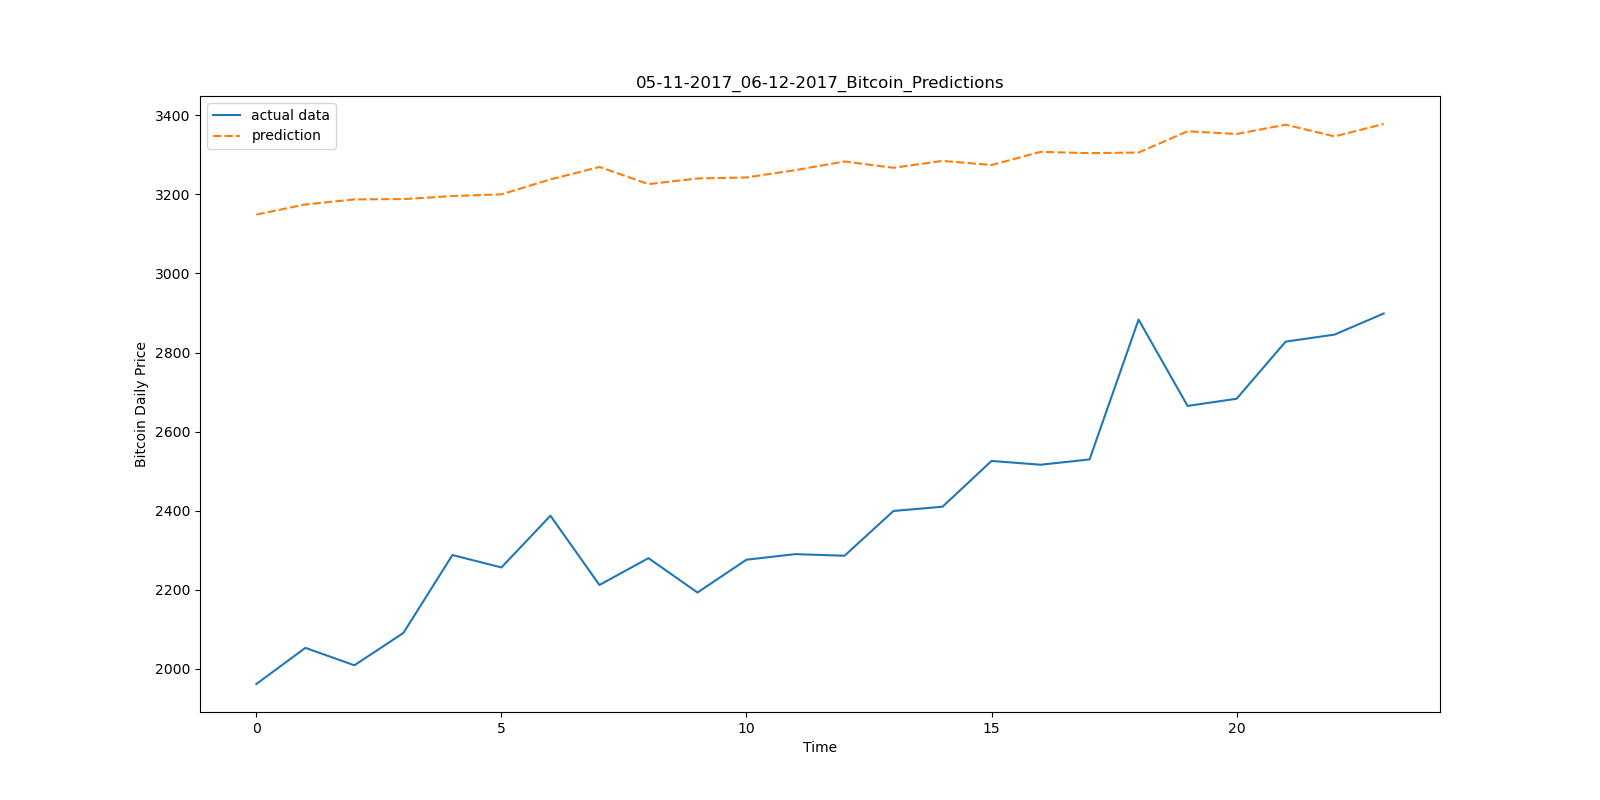 05-11-2017_06-12-2017_Bitcoin_Predictions
actual data
prediction
3400
3200
3000
2800
2600
2400
2200
2000
Bitcoin Daily Price
0 5 10 15 20
Time